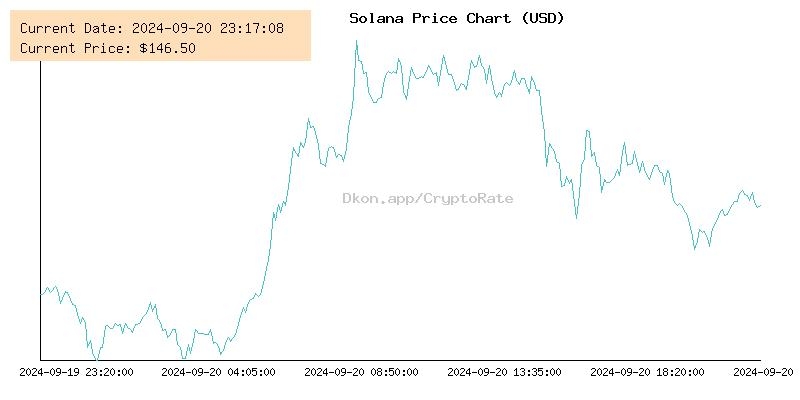 Solana Price Chart (USD)
Current Date: 2024-09-20 23:17:08
Current Price: $146.50
Dkon.app/CryptoRate
2024-09-19 23:20:00 2024-09-20 04:05:00 2024-09-20 08:50:00 2024-09-20 13:35:00 2024-09-20 18:20:00 2024-09-20